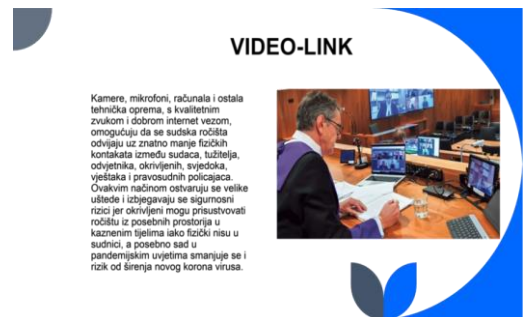 VIDEO-LINK
Kamere, mikrofoni, računala i ostala
tehnička oprema, s kvalitetnim
zvukom i dobrom internet vezom,
omogućuju da se sudska ročišta
odvijaju uz znatno manje fizičkih
kontakata između sudaca, tužitelja,
odvjetnika, okrivljenih, svjedoka,
vještaka i pravosudnih policajaca.
Ovakvim načinom ostvaruju se velike
uštede i izbjegavaju se sigurnosni
rizici jer okrivljeni mogu prisustvovati
ročištu iz posebnih prostorija u
kaznenim tijelima iako fizički nisu u
sudnici, a posebno sad u
pandemijskim uvjetima smanjuje se i
rizik od širenja novog korona virusa.